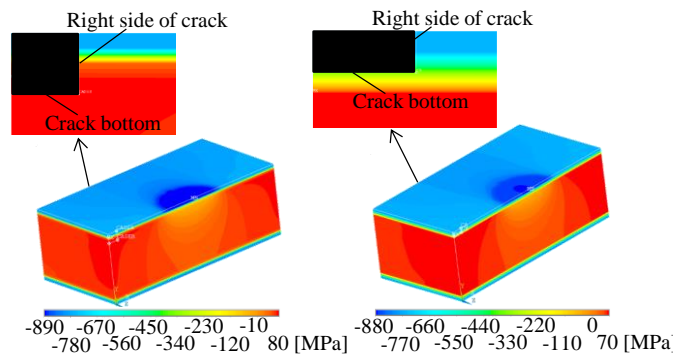 Right side of crack
Crack bottom
Right side of crack
Crack bottom
-890 -670 -450 -230 -10
-780 -560 -340 -120 80 [MPa]
-880 -660 -440 -220 0
-770 -550 -330 -110 70 [MPa]